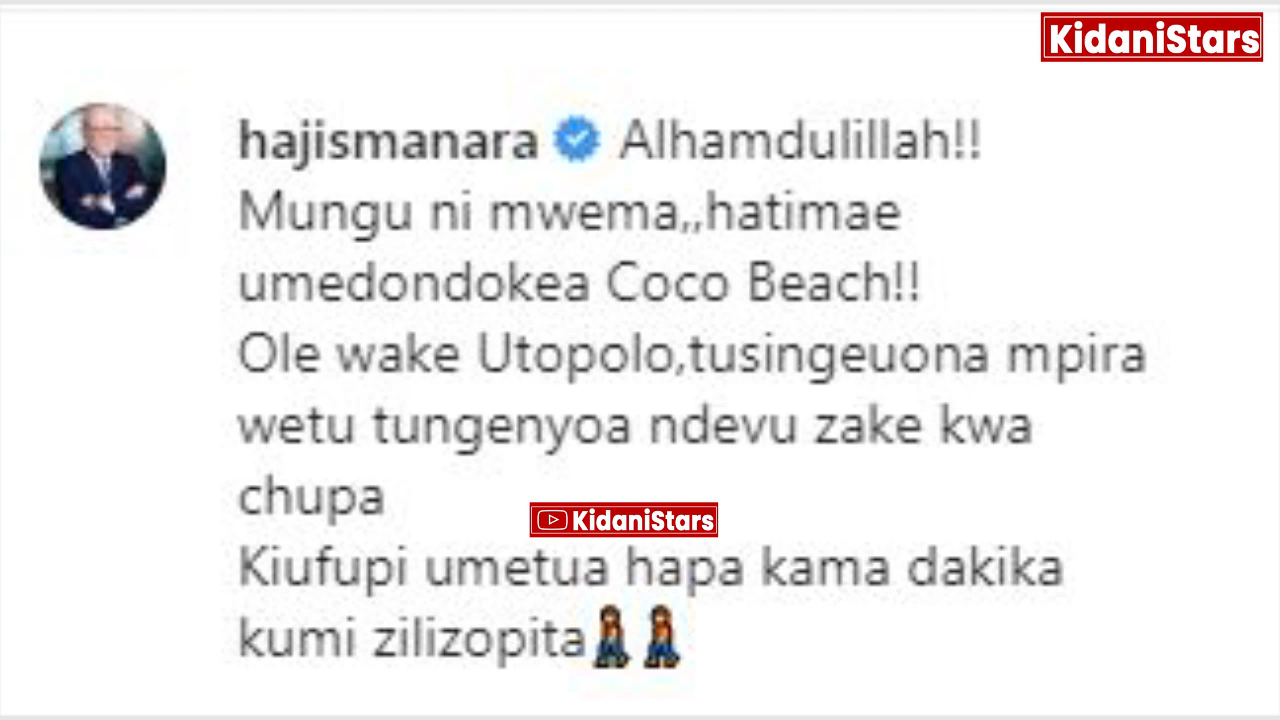 KidaniStars
hajismanara Alhamdulillah!!
Mungu ni mwema,,hatimae
umedondokea Coco Beach!!
Ole wake Utopolo,tusingeuona mpira
wetu tungenyoa ndevu zake kwa
chupa
KidaniStars
Kiufupi umetua hapa kama dakika
kumi zilizopita